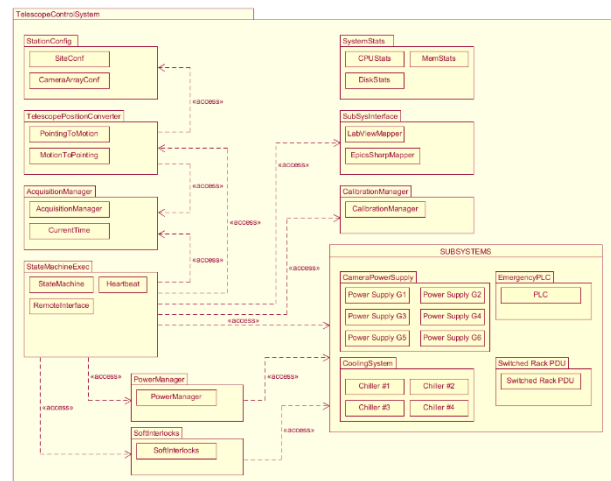 TelescopeControlSystem
StationConfig
SiteConf
CameraArrayConf
«access»
TelescopePositionConverter
PointingToMotion
MotionToPointing
«access»
«access»
AcquisitionManager
AcquisitionManager
CurrentTime
«access»
StateMachineExec
StateMachine
Heartbeat
RemoteInterface
SystemStats
CPUStats
MemStats
DiskStats
«access»
SubSysInterface
LabViewMapper
EpicsSharpMapper
«access»
CalibrationManager
CalibrationManager
«access»
SUBSYSTEMS
CameraPowerSupply
Power Supply G1
Power Supply G2
Power Supply G3
Power Supply G4
Power Supply G5
Power Supply G6
EmergencyPLC
PLC
CoolingSystem
Chiller #1
Chiller #2
Chiller #3
Chiller #4
Switched Rack PDU
Switched Rack PDU
«access»
PowerManager
PowerManager
«access»
«access»
SoftInterlocks
SoftInterlocks
«access»